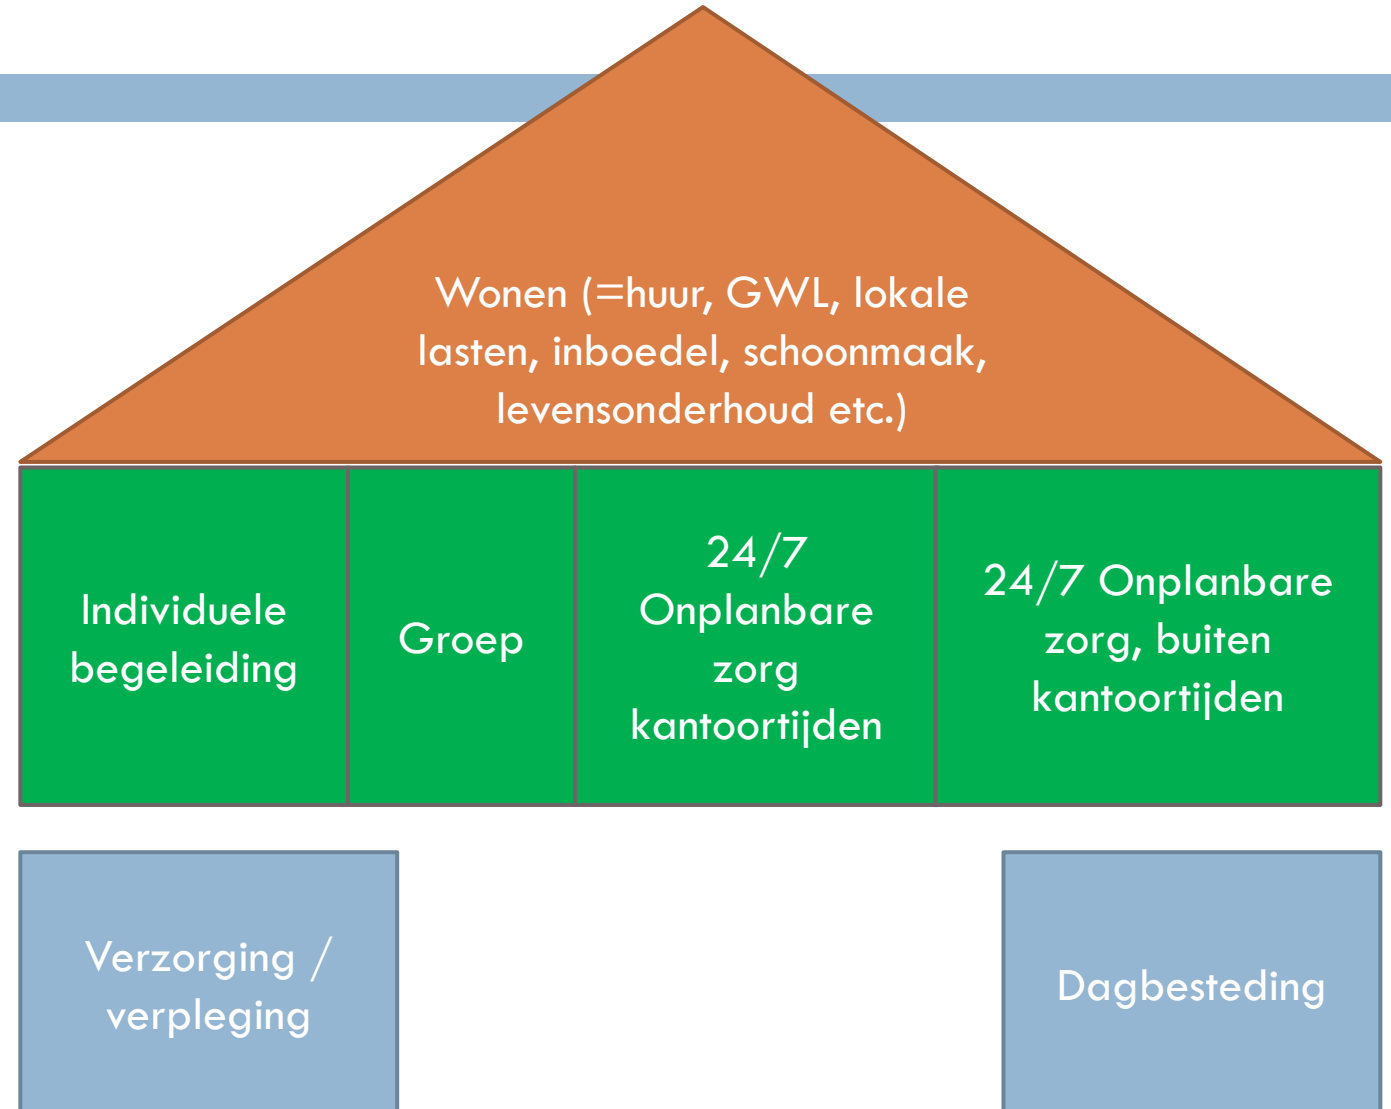 Wonen (=huur, GWL, lokale
lasten, inboedel, schoonmaak,
levensonderhoud etc.)
Individuele
begeleiding
Groep
24/7
Onplanbare
zorg
kantoortijden
24/7 Onplanbare
zorg, buiten
kantoortijden
Verzorging /
verpleging
Dagbesteding